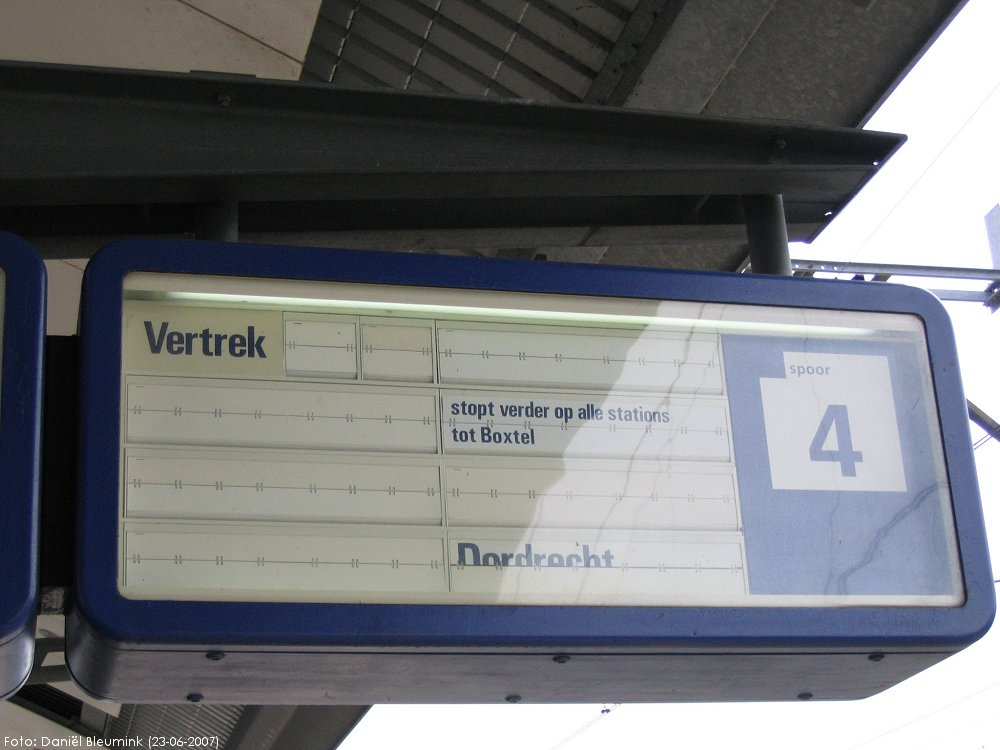 Vertrek
spoor
4
stopt verder op alle stations
tot Boxtel
Dordrecht
Foto: Daniël Bleumink (23-06-2007)